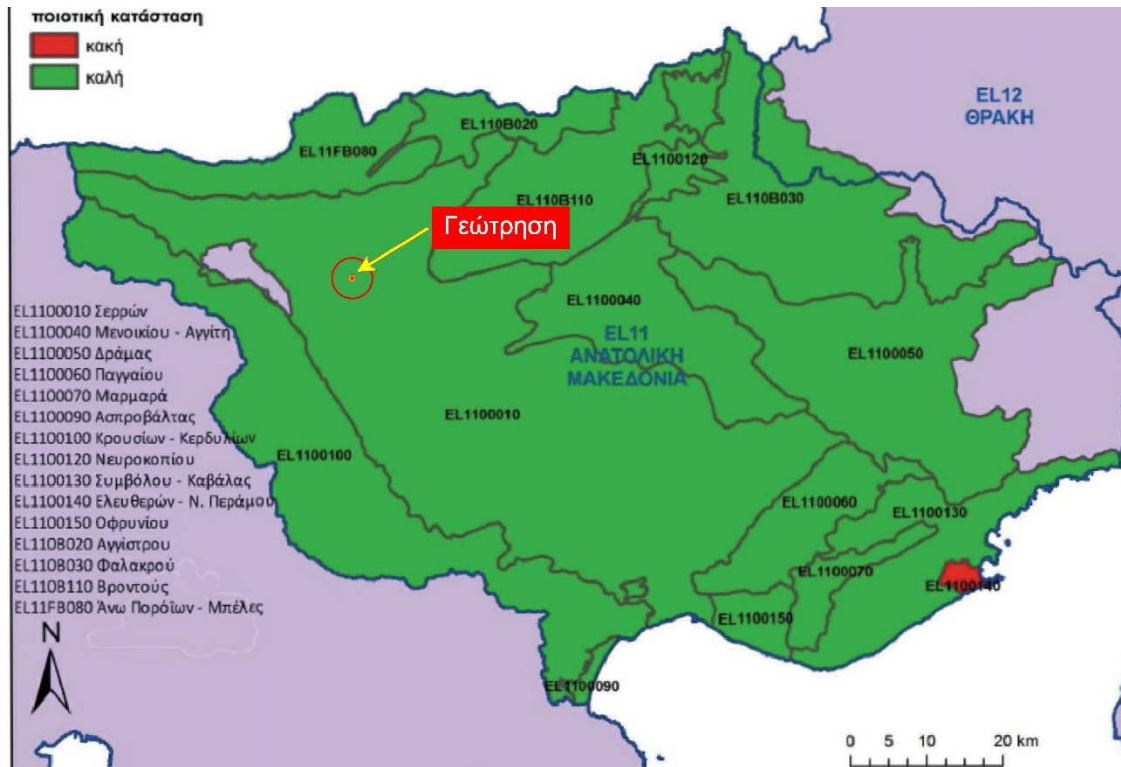 ποιοτική κατάσταση
κακή
καλή
EL12
ΘΡΑΚΗ
EL110B020
EL11FB080
EL1100120
EL110B110
EL110B030
Γεώτρηση
EL1100040
EL11
ΑΝΑΤΟΛΙΚΗ
ΜΑΚΕΔΟΝΙΑ
EL1100050
EL1100010
EL1100100
EL1100060
EL1100130
EL1100070
EL1100140
EL1100150
EL1100090
EL1100010 Σερρών
EL1100040 Μενοικίου - Αγγίτη
EL1100050 Δράμας
EL1100060 Παγγαίου
EL1100070 Μαρμαρά
EL1100090 Ασπροβάλτας
EL1100100 Κρουσίων - Κερδυλίων
EL1100120 Νευροκοπίου
EL1100130 Συμβόλου - Καβάλας
EL1100140 Ελευθερών - Ν. Περάμου
EL1100150 Οφρυνίου
EL110B020 Αγγίστρου
EL110B030 Φαλακρού
EL110B110 Βροντούς
EL11FB080 Άνω Πορόϊων - Μπέλες
N
0 5 10 20 km